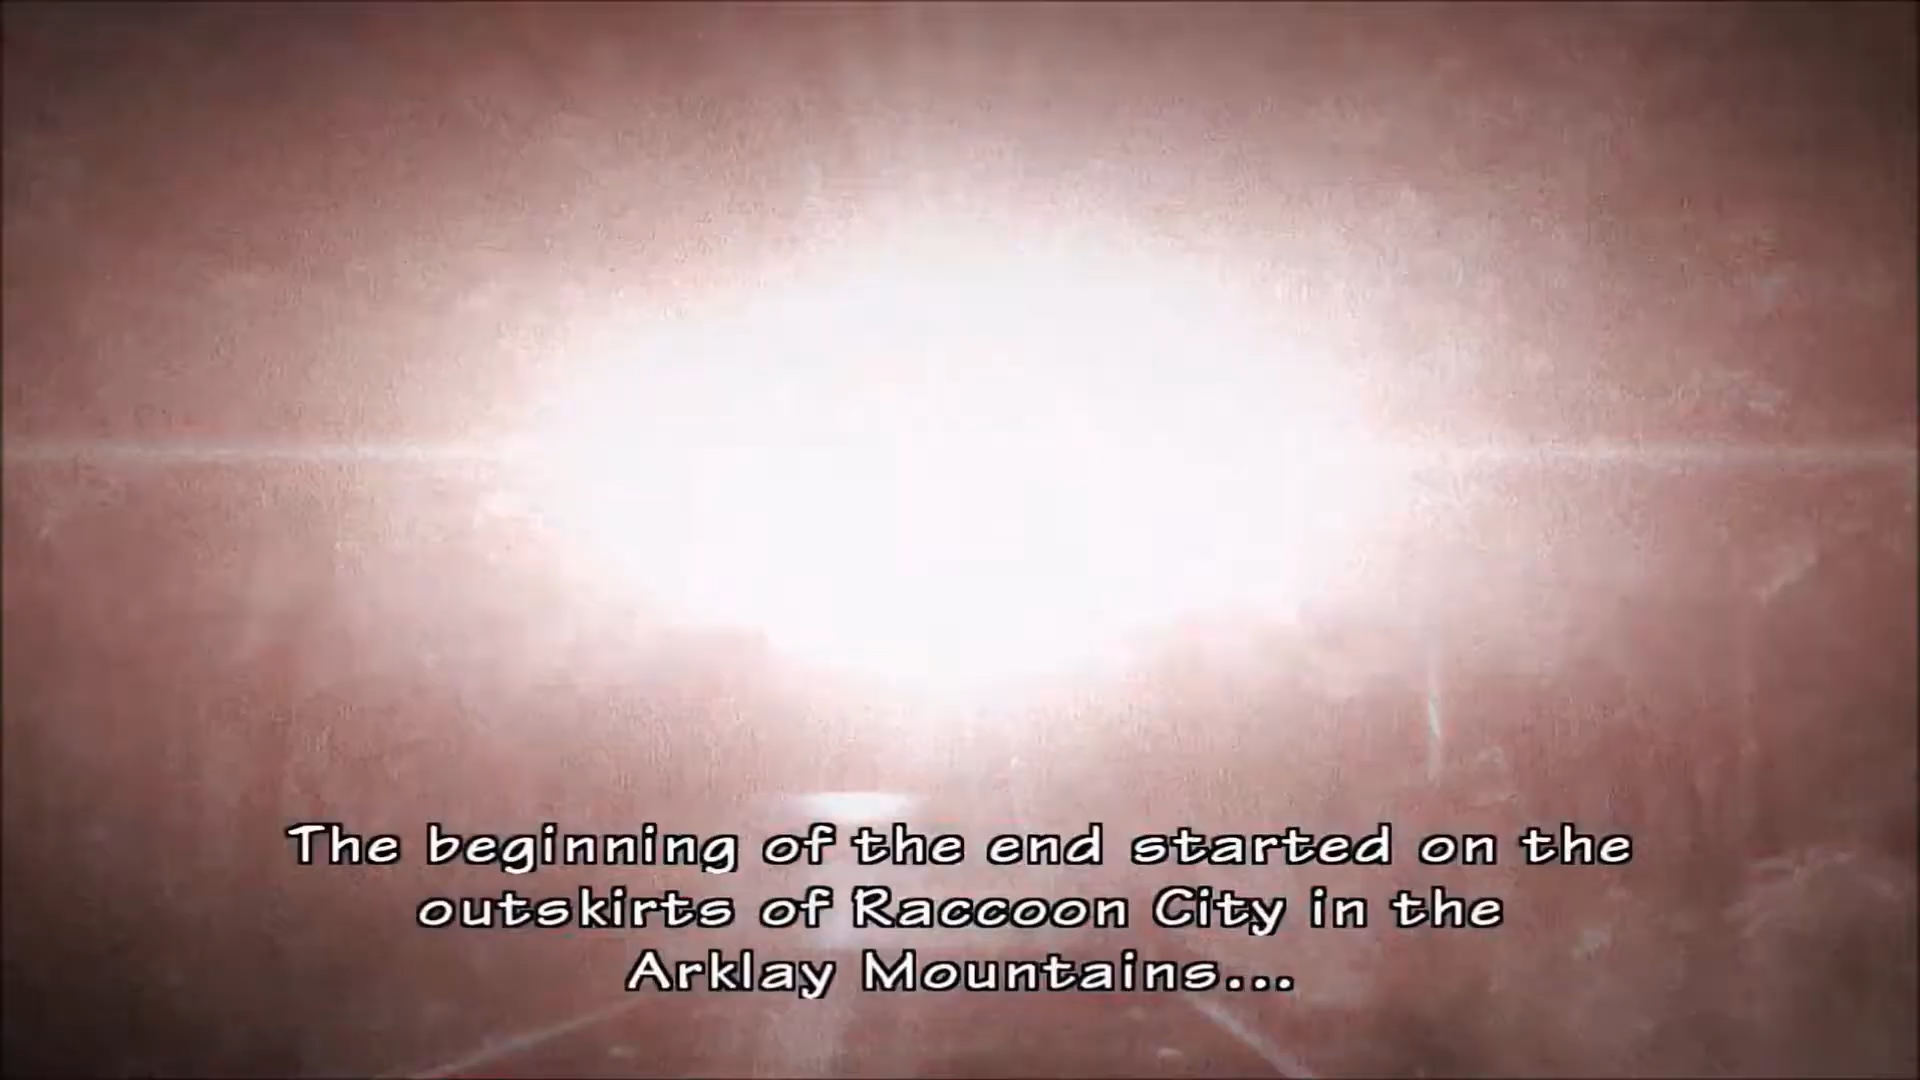 The beginning of the end started on the
outskirts of Raccoon City in the
Arklay Mountains...